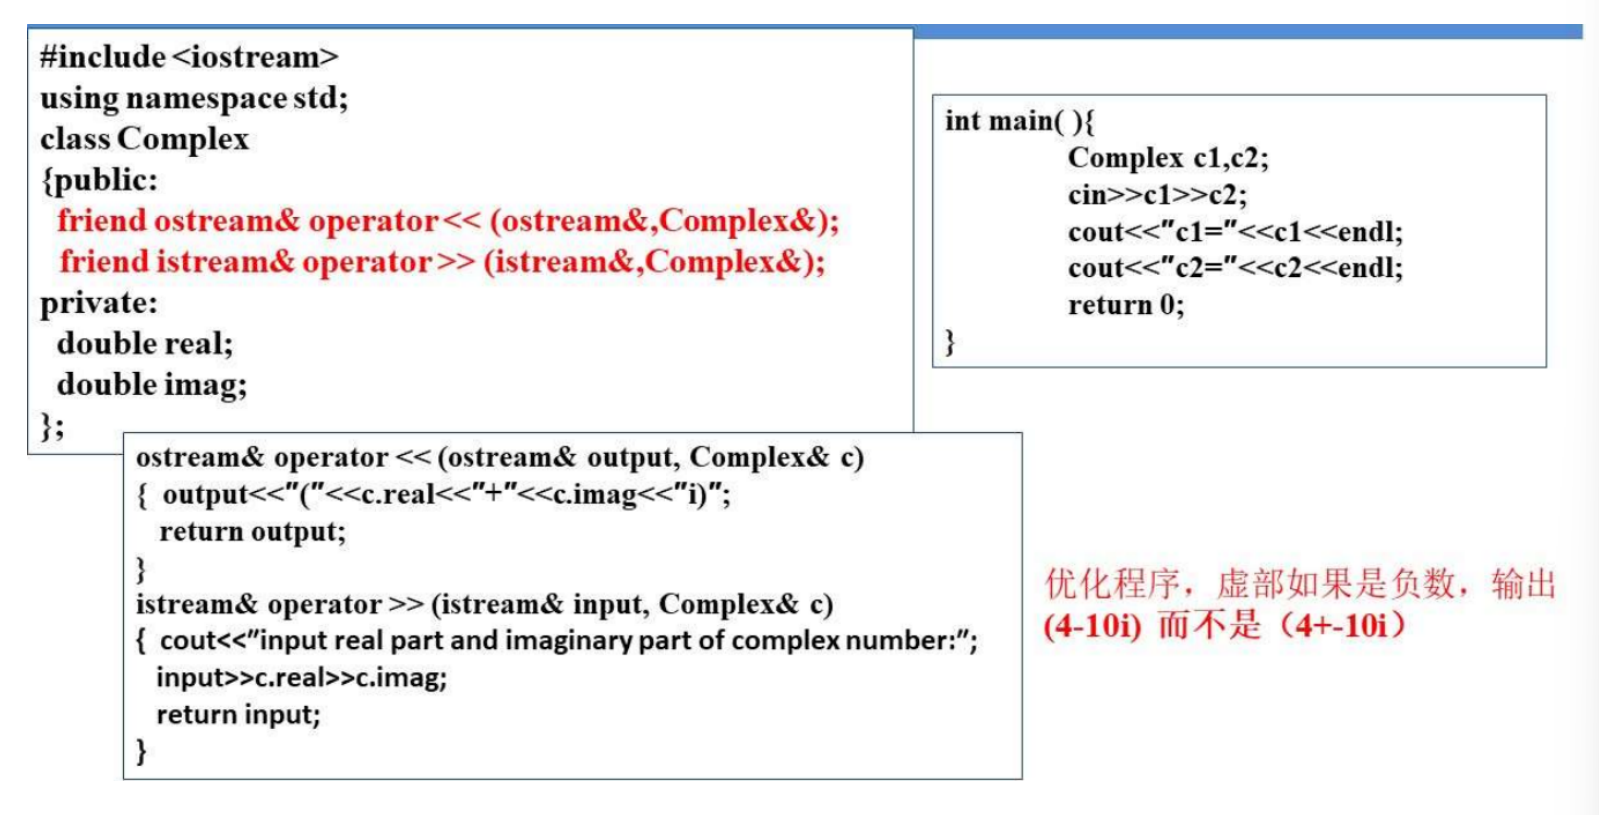 #include <iostream>
using namespace std;
class Complex
{public:
friend ostream& operator<< (ostream&,Complex&);
friend istream& operator>> (istream&,Complex&);
private:
double real;
double imag;
};
ostream& operator << (ostream& output, Complex& c)
{ output<<"("<<c.real<<"+"<<c.imag<<"i)";
return output;
}
istream& operator >> (istream& input, Complex& c)
{ cout<<"input real part and imaginary part of complex number:";
input>>c.real>>c.imag;
return input;
}
int main( ){
Complex c1,c2;
cin>>c1>>c2;
cout<<"c1="<<c1<<endl;
cout<<"c2="<<c2<<endl;
return 0;
}
优化程序，虚部如果是负数，输出
(4-10i) 而不是（4+-10i）